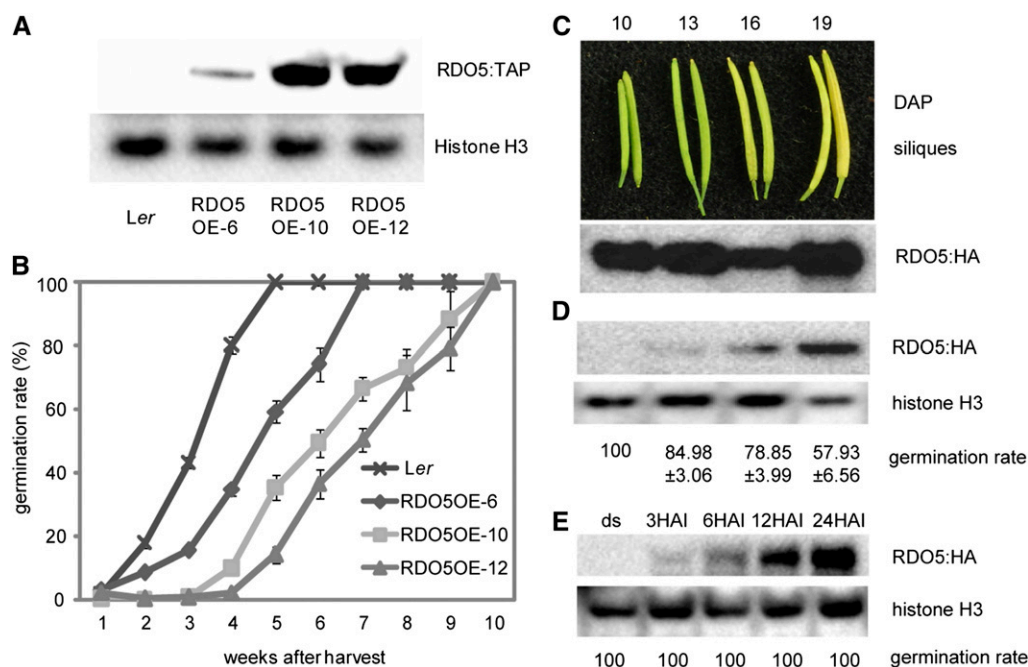 A
RDO5:TAP
Histone H3
Ler
RDO5
OE-6
RDO5
OE-10
RDO5
OE-12
B
germination rate (%)
100
80
60
40
20
0
Ler
RDO5OE-6
RDO5OE-10
RDO5OE-12
1 2 3 4 5 6 7 8 9 10
weeks after harvest
C
10 13 16 19
DAP
siliques
RDO5:HA
D
RDO5:HA
histone H3
100 84.98 78.85 57.93 germination rate
±3.06 ±3.99 ±6.56
E
ds 3HAI 6HAI 12HAI 24HAI
RDO5:HA
histone H3
100 100 100 100 100 germination rate